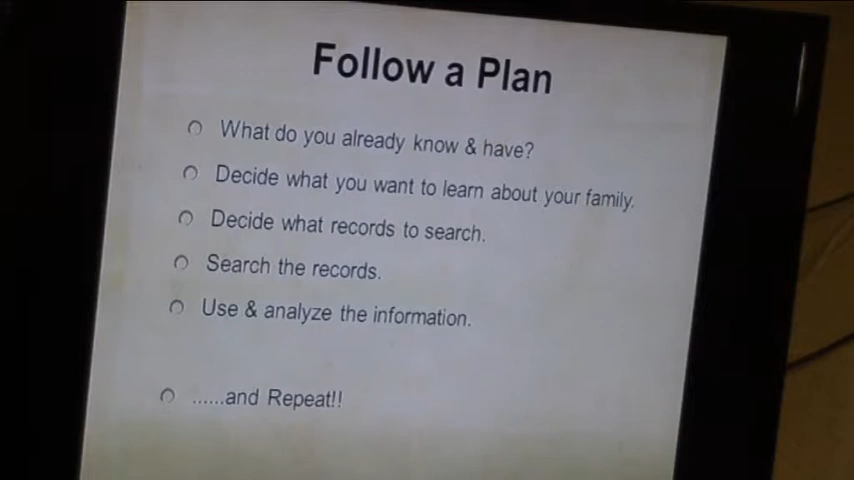 Follow a Plan
What do you already know & have?
Decide what you want to learn about your family.
Decide what records to search.
Search the records.
Use & analyze the information.
......and Repeat!!